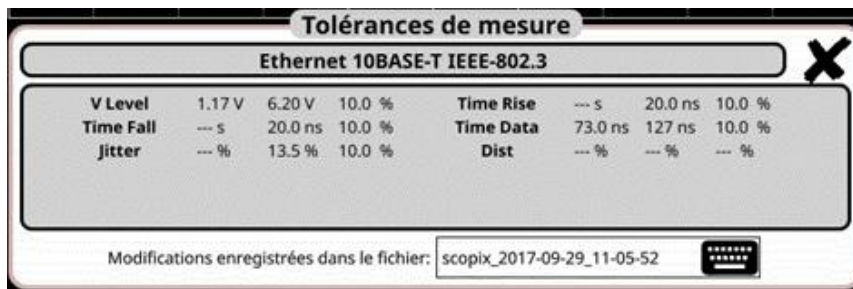 Tolérances de mesure
Ethernet 10BASE-T IEEE-802.3
V Level 1.17 V 6.20 V 10.0 % Time Rise --- s 20.0 ns 10.0 %
Time Fall --- s 20.0 ns 10.0 % Time Data 73.0 ns 127 ns 10.0 %
Jitter --- % 13.5 % 10.0 % Dist --- % --- % --- %
Modifications enregistrées dans le fichier: scopix_2017-09-29_11-05-52